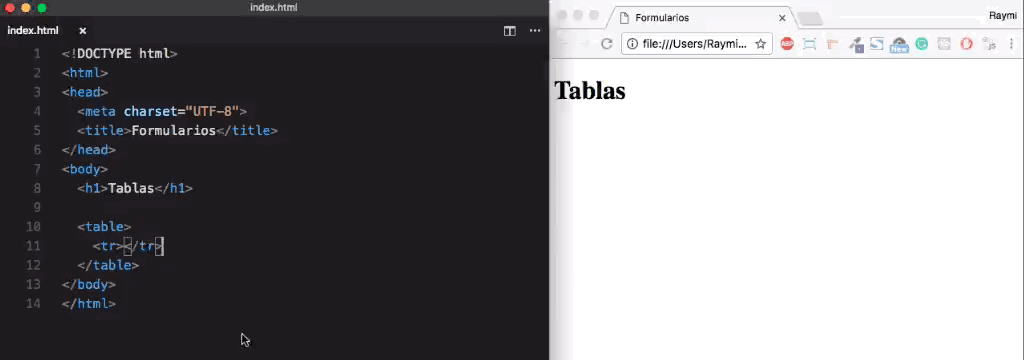 index.html
index.html ×
1 <!DOCTYPE html>
2 <html>
3 <head>
4 <meta charset="UTF-8">
5 <title>Formularios</title>
6 </head>
7 <body>
8 <h1>Tablas</h1>
9
10 <table>
11 <tr></tr>
12 </table>
13 </body>
14 </html>
Formularios ×
Raymi
file:///Users/Raymi...
ABP
New
Tablas